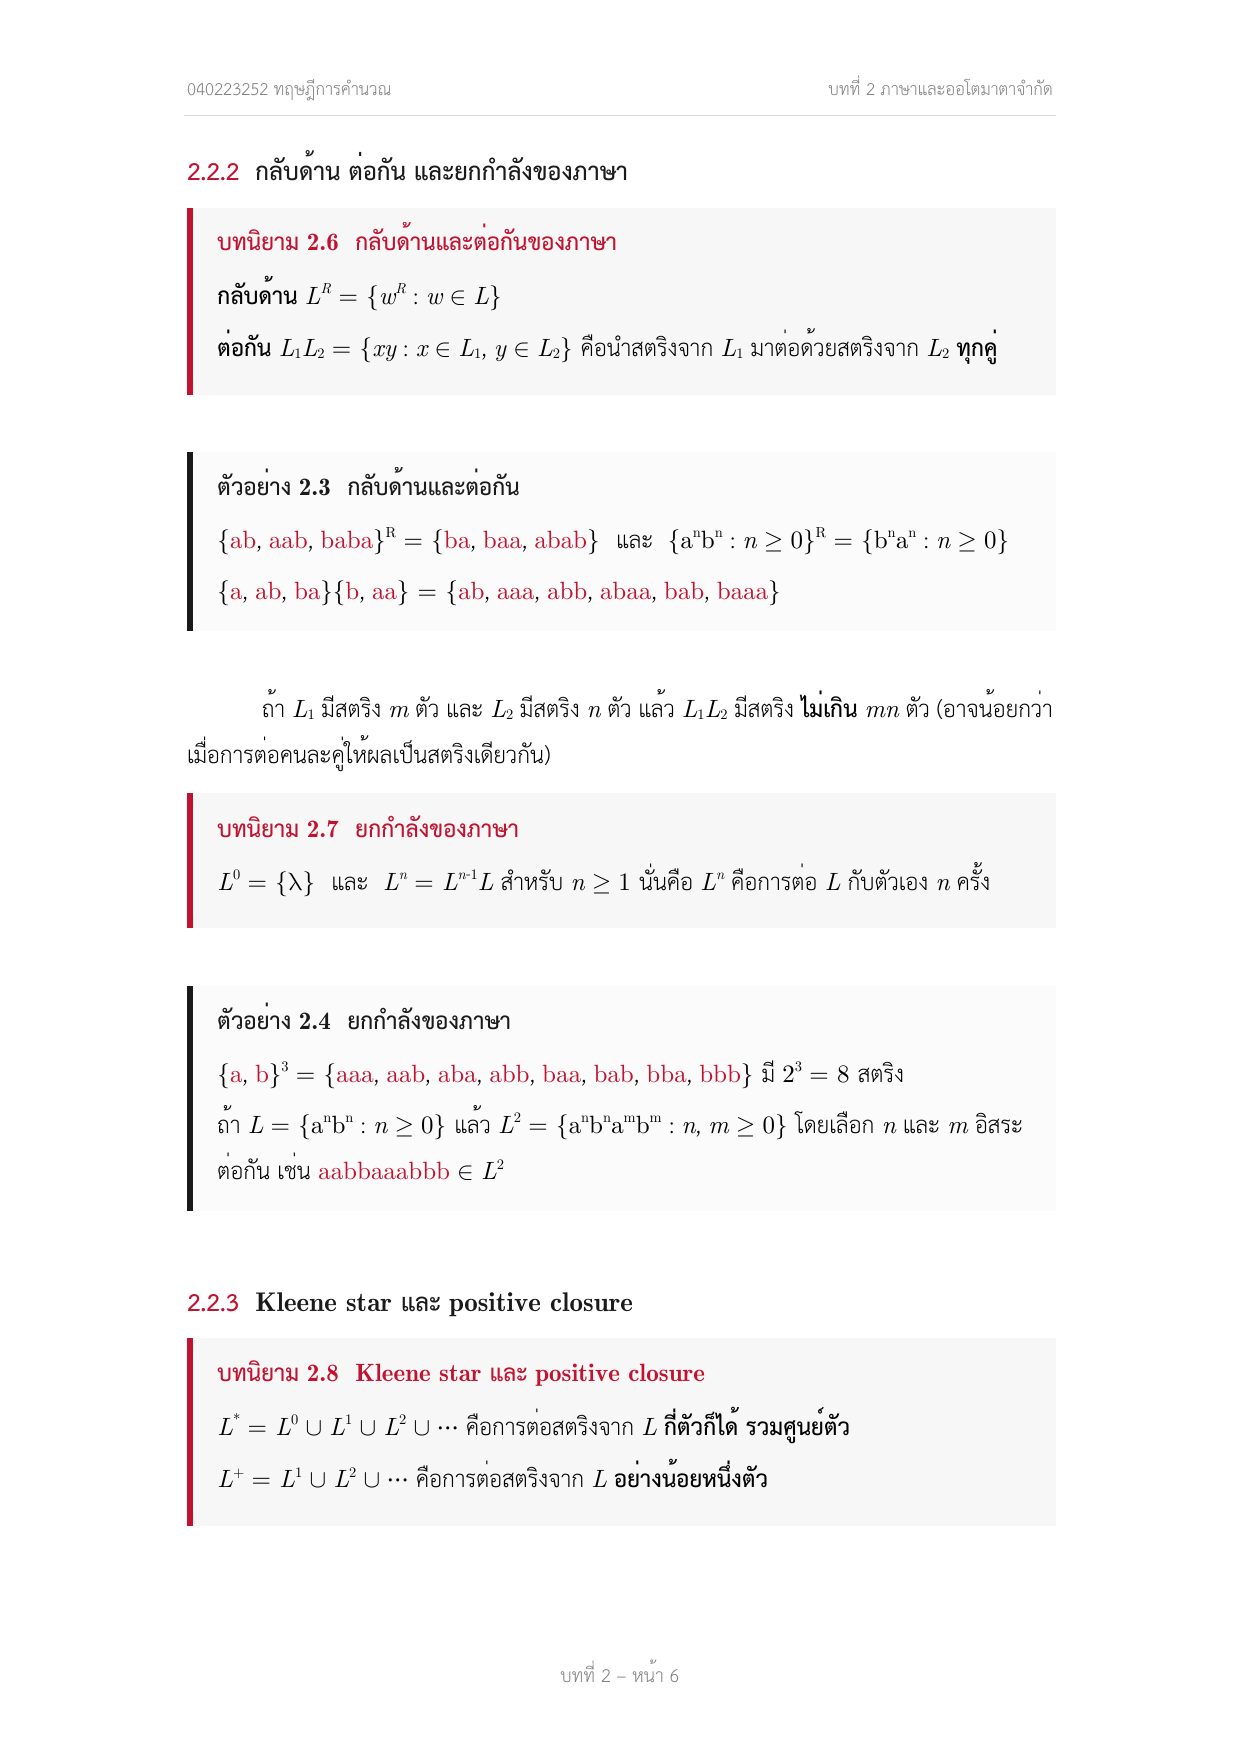 040223252 ทฤษฎีการคำนวณ
บทที่ 2 ภาษาและออโตมาตาจำกัด
2.2.2 กลับด้าน ต่อกัน และยกกำลังของภาษา
บทนิยาม 2.6 กลับด้านและต่อกันของภาษา
กลับด้าน Lᴿ = {wᴿ : w ∈ L}
ต่อกัน L₁L₂ = {xy : x ∈ L₁, y ∈ L₂} คือนำสตริงจาก L₁ มาต่อด้วยสตริงจาก L₂ ทุกคู่
ตัวอย่าง 2.3 กลับด้านและต่อกัน
{ab, aab, baba}ᴿ = {ba, baa, abab} และ {aⁿbⁿ : n ≥ 0}ᴿ = {bⁿaⁿ : n ≥ 0}
{a, ab, ba}{b, aa} = {ab, aaa, abb, abaa, bab, baaa}
ถ้า L₁ มีสตริง m ตัว และ L₂ มีสตริง n ตัว แล้ว L₁L₂ มีสตริง ไม่เกิน mn ตัว (อาจน้อยกว่า
เมื่อการต่อคนละคู่ให้ผลเป็นสตริงเดียวกัน)
บทนิยาม 2.7 ยกกำลังของภาษา
L⁰ = {λ} และ Lⁿ = Lⁿ⁻¹L สำหรับ n ≥ 1 นั่นคือ Lⁿ คือการต่อ L กับตัวเอง n ครั้ง
ตัวอย่าง 2.4 ยกกำลังของภาษา
{a, b}³ = {aaa, aab, aba, abb, baa, bab, bba, bbb} มี 2³ = 8 สตริง
ถ้า L = {aⁿbⁿ : n ≥ 0} แล้ว L² = {aⁿbⁿaᵐbᵐ : n, m ≥ 0} โดยเลือก n และ m อิสระ
ต่อกัน เช่น aabbaaabbb ∈ L²
2.2.3 Kleene star และ positive closure
บทนิยาม 2.8 Kleene star และ positive closure
L* = L⁰ ∪ L¹ ∪ L² ∪ ⋯ คือการต่อสตริงจาก L กี่ตัวก็ได้ รวมศูนย์ตัว
L⁺ = L¹ ∪ L² ∪ ⋯ คือการต่อสตริงจาก L อย่างน้อยหนึ่งตัว
บทที่ 2 – หน้า 6